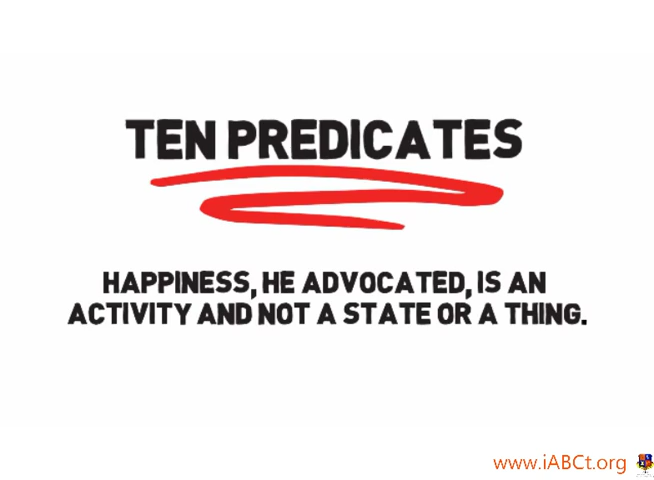 TEN PREDICATES
HAPPINESS, HE ADVOCATED, IS AN
ACTIVITY AND NOT A STATE OR A THING.
www.iABCt.org